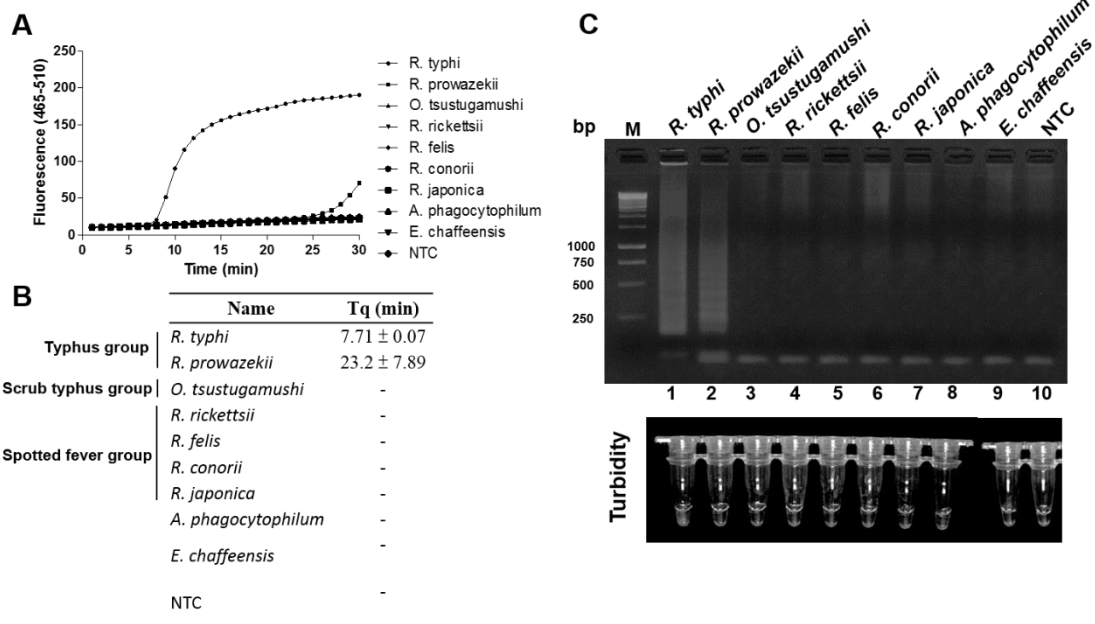 A
Fluorescence (465-510)
250
200
150
100
50
0
0 5 10 15 20 25 30
Time (min)
R. typhi
R. prowazekii
O. tsustugamushi
R. rickettsii
R. felis
R. conorii
R. japonica
A. phagocytophilum
E. chaffeensis
NTC
B
Name Tq (min)
Typhus group
R. typhi 7.71 ± 0.07
R. prowazekii 23.2 ± 7.89
Scrub typhus group O. tsustugamushi -
Spotted fever group
R. rickettsii -
R. felis -
R. conorii -
R. japonica -
A. phagocytophilum -
E. chaffeensis -
NTC -
C
bp M R. typhi R. prowazekii O. tsustugamushi R. rickettsii R. felis R. conorii R. japonica A. phagocytophilum E. chaffeensis NTC
1000
750
500
250
1 2 3 4 5 6 7 8 9 10
Turbidity